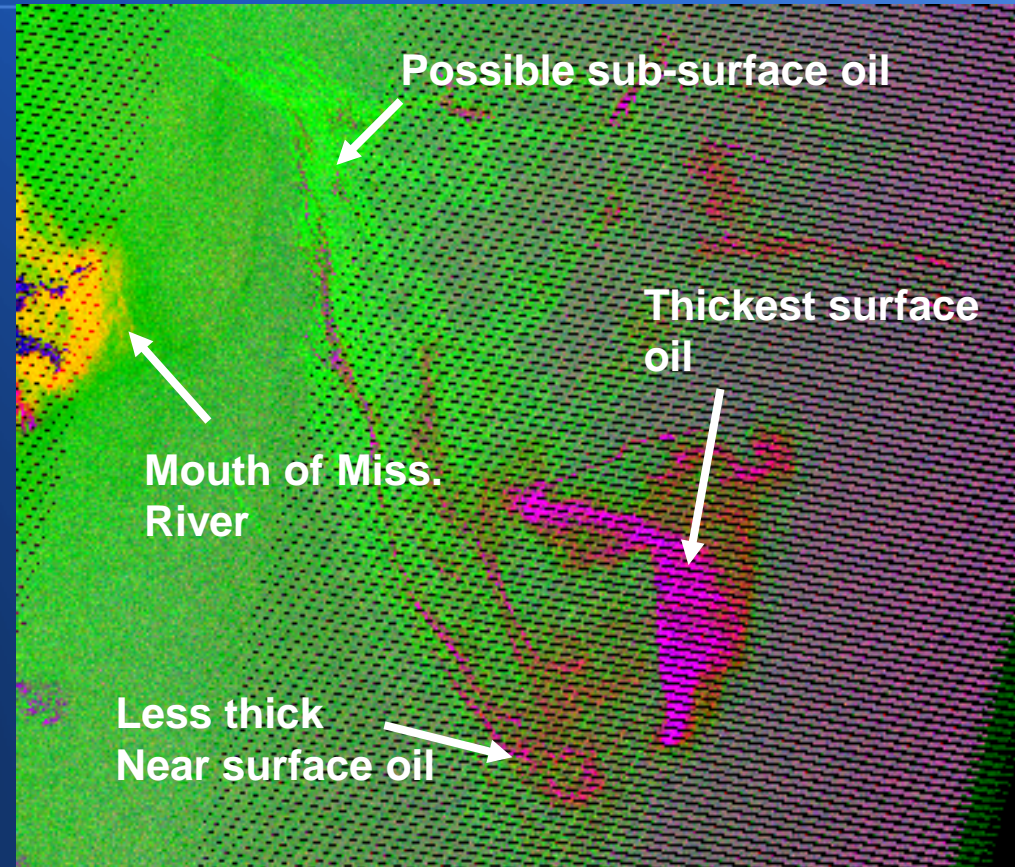 Possible sub-surface oil
Thickest surface
oil
Mouth of Miss.
River
Less thick
Near surface oil